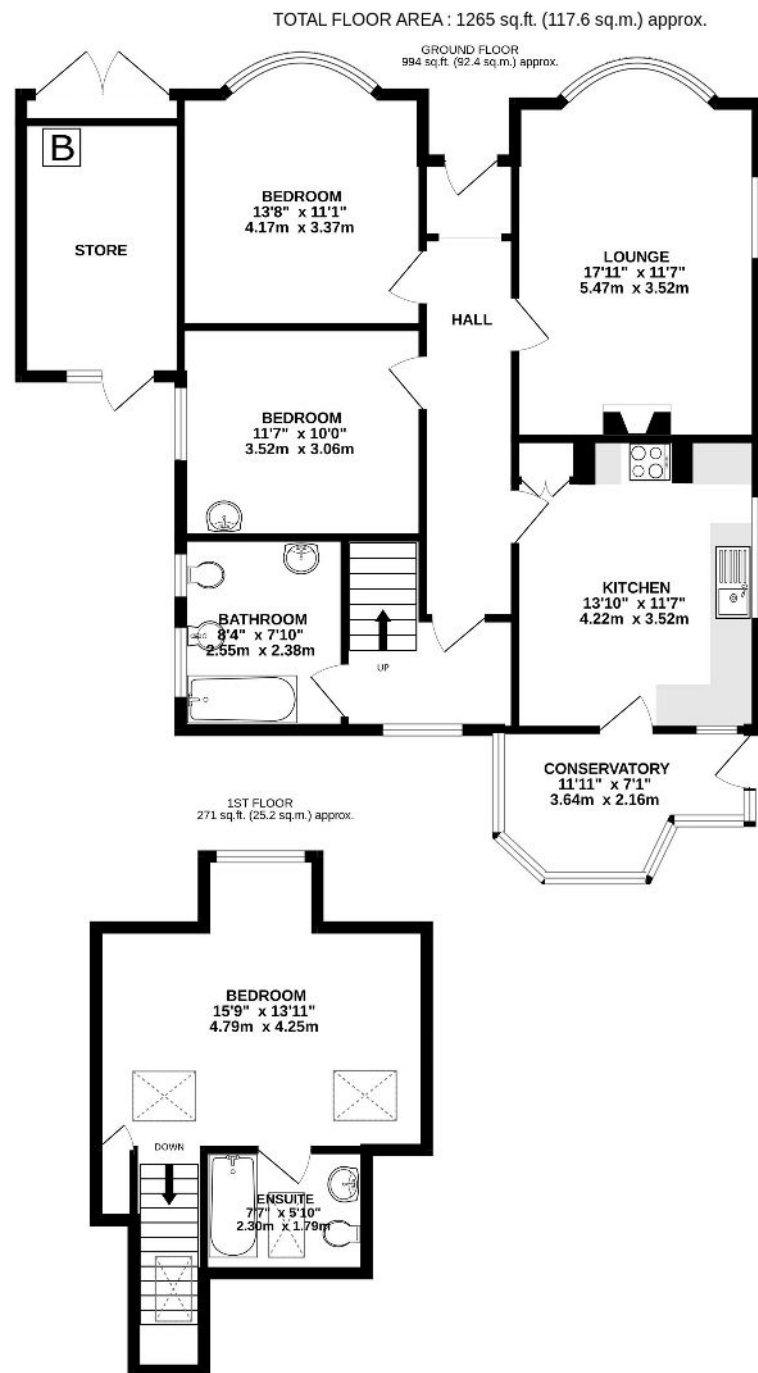 TOTAL FLOOR AREA : 1265 sq.ft. (117.6 sq.m.) approx.
GROUND FLOOR
994 sq.ft. (92.4 sq.m.) approx.
B
STORE
BEDROOM
13'8" x 11'1"
4.17m x 3.37m
LOUNGE
17'11" x 11'7"
5.47m x 3.52m
HALL
BEDROOM
11'7" x 10'0"
3.52m x 3.06m
BATHROOM
8'4" x 7'10"
2.55m x 2.38m
UP
KITCHEN
13'10" x 11'7"
4.22m x 3.52m
CONSERVATORY
11'11" x 7'1"
3.64m x 2.16m
1ST FLOOR
271 sq.ft. (25.2 sq.m.) approx.
BEDROOM
15'9" x 13'11"
4.79m x 4.25m
DOWN
ENSUITE
7'7" x 5'10"
2.30m x 1.79m